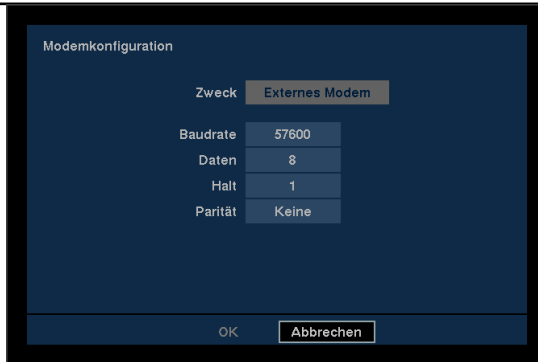 Modemkonfiguration
Zweck Externes Modem
Baudrate 57600
Daten 8
Halt 1
Parität Keine
OK Abbrechen